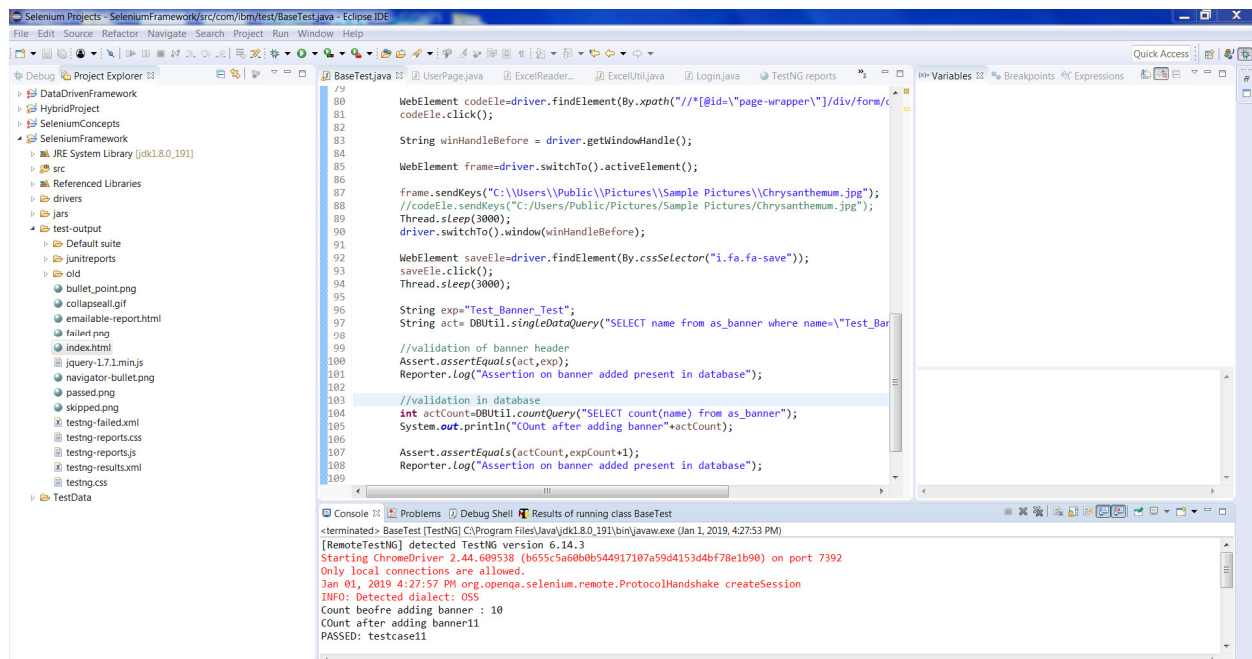 Selenium Projects - SeleniumFramework/src/com/ibm/test/BaseTest.java - Eclipse IDE
File Edit Source Refactor Navigate Search Project Run Window Help
Quick Access
Debug Project Explorer
DataDrivenFramework
HybridProject
SeleniumConcepts
SeleniumFramework
JRE System Library [jdk1.8.0_191]
src
Referenced Libraries
drivers
jars
test-output
Default suite
junitreports
old
bullet_point.png
collapseall.gif
emailable-report.html
failed.png
index.html
jquery-1.7.1.min.js
navigator-bullet.png
passed.png
skipped.png
testng-failed.xml
testng-reports.css
testng-reports.js
testng-results.xml
testng.css
TestData
BaseTest.java UserPage.java ExcelReader... ExcelUtil.java Login.java TestNG reports
79
80 WebElement codeEle=driver.findElement(By.xpath("//*[@id=\"page-wrapper\"]/div/form/c
81 codeEle.click();
82
83 String winHandleBefore = driver.getWindowHandle();
84
85 WebElement frame=driver.switchTo().activeElement();
86
87 frame.sendKeys("C:\\Users\\Public\\Pictures\\Sample Pictures\\Chrysanthemum.jpg");
88 //codeEle.sendKeys("C:/Users/Public/Pictures/Sample Pictures/Chrysanthemum.jpg");
89 Thread.sleep(3000);
90 driver.switchTo().window(winHandleBefore);
91
92 WebElement saveEle=driver.findElement(By.cssSelector("i.fa.fa-save"));
93 saveEle.click();
94 Thread.sleep(3000);
95
96 String exp="Test_Banner_Test";
97 String act= DBUtil.singleDataQuery("SELECT name from as_banner where name=\"Test_Bar
98
99 //validation of banner header
100 Assert.assertEquals(act,exp);
101 Reporter.log("Assertion on banner added present in database");
102
103 //validation in database
104 int actCount=DBUtil.countQuery("SELECT count(name) from as_banner");
105 System.out.println("COunt after adding banner"+actCount);
106
107 Assert.assertEquals(actCount,expCount+1);
108 Reporter.log("Assertion on banner added present in database");
109
Variables Breakpoints Expressions
Console Problems Debug Shell Results of running class BaseTest
<terminated> BaseTest [TestNG] C:\Program Files\Java\jdk1.8.0_191\bin\javaw.exe (Jan 1, 2019, 4:27:53 PM)
[RemoteTestNG] detected TestNG version 6.14.3
Starting ChromeDriver 2.44.609538 (b655c5a60b0b544917107a59d4153d4bf78e1b90) on port 7392
Only local connections are allowed.
Jan 01, 2019 4:27:57 PM org.openqa.selenium.remote.ProtocolHandshake createSession
INFO: Detected dialect: OSS
Count beofre adding banner : 10
COunt after adding banner11
PASSED: testcase11